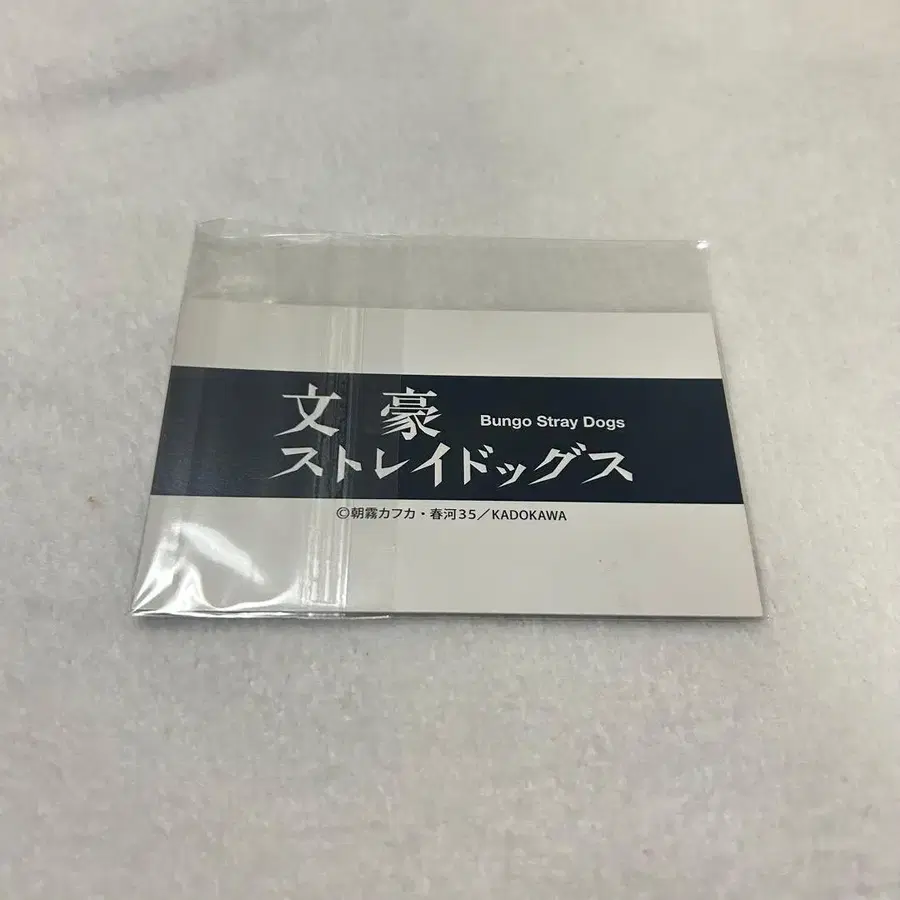 文豪 Bungo Stray Dogs
ストレイドッグス
©朝霧カフカ・春河35／KADOKAWA